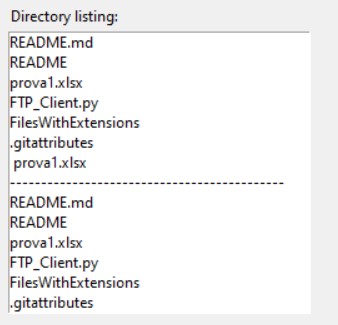 Directory listing:
README.md
README
prova1.xlsx
FTP_Client.py
FilesWithExtensions
.gitattributes
 prova1.xlsx
--------------------------------------------
README.md
README
prova1.xlsx
FTP_Client.py
FilesWithExtensions
.gitattributes